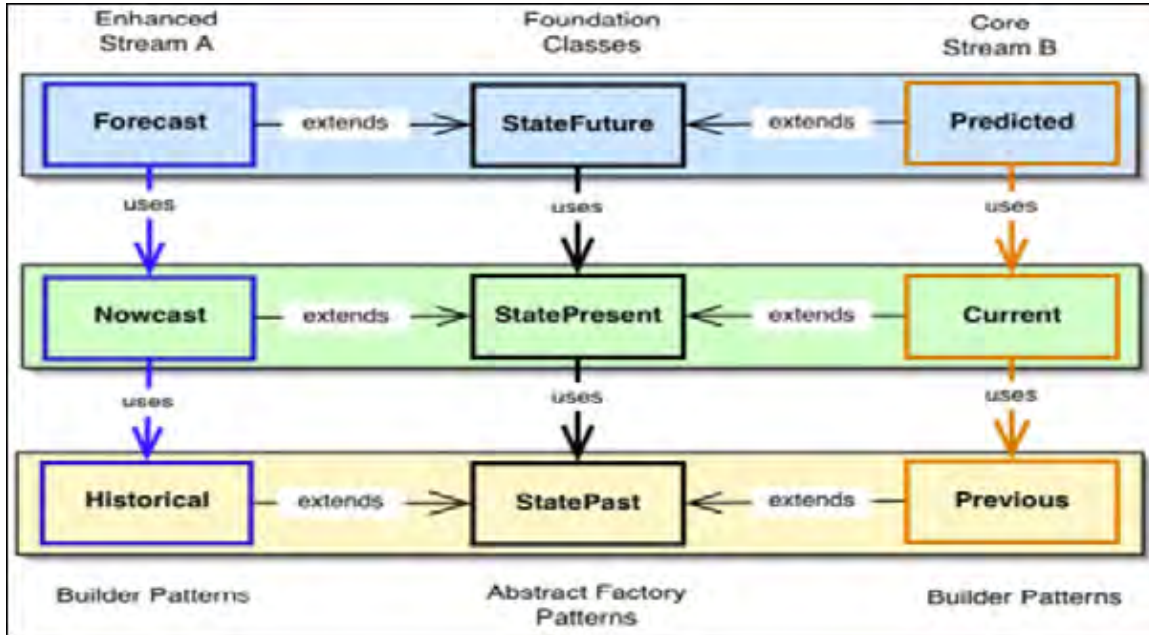 Enhanced
Stream A
Foundation
Classes
Core
Stream B
Forecast
extends
StateFuture
extends
Predicted
uses
uses
uses
Nowcast
extends
StatePresent
extends
Current
uses
uses
uses
Historical
extends
StatePast
extends
Previous
Builder Patterns
Abstract Factory
Patterns
Builder Patterns